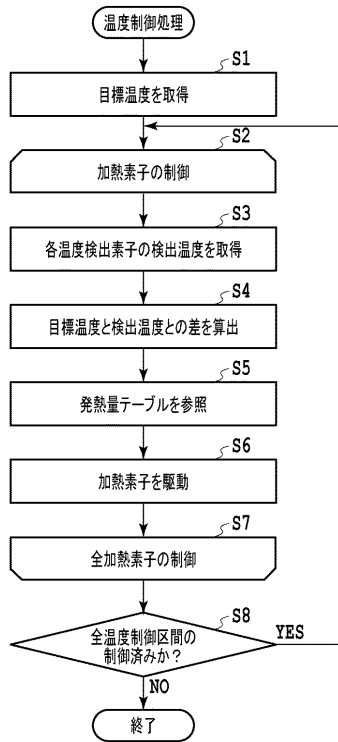 温度制御処理
S1
目標温度を取得
S2
加熱素子の制御
S3
各温度検出素子の検出温度を取得
S4
目標温度と検出温度との差を算出
S5
発熱量テーブルを参照
S6
加熱素子を駆動
S7
全加熱素子の制御
S8
全温度制御区間の
制御済みか？
YES
NO
終了